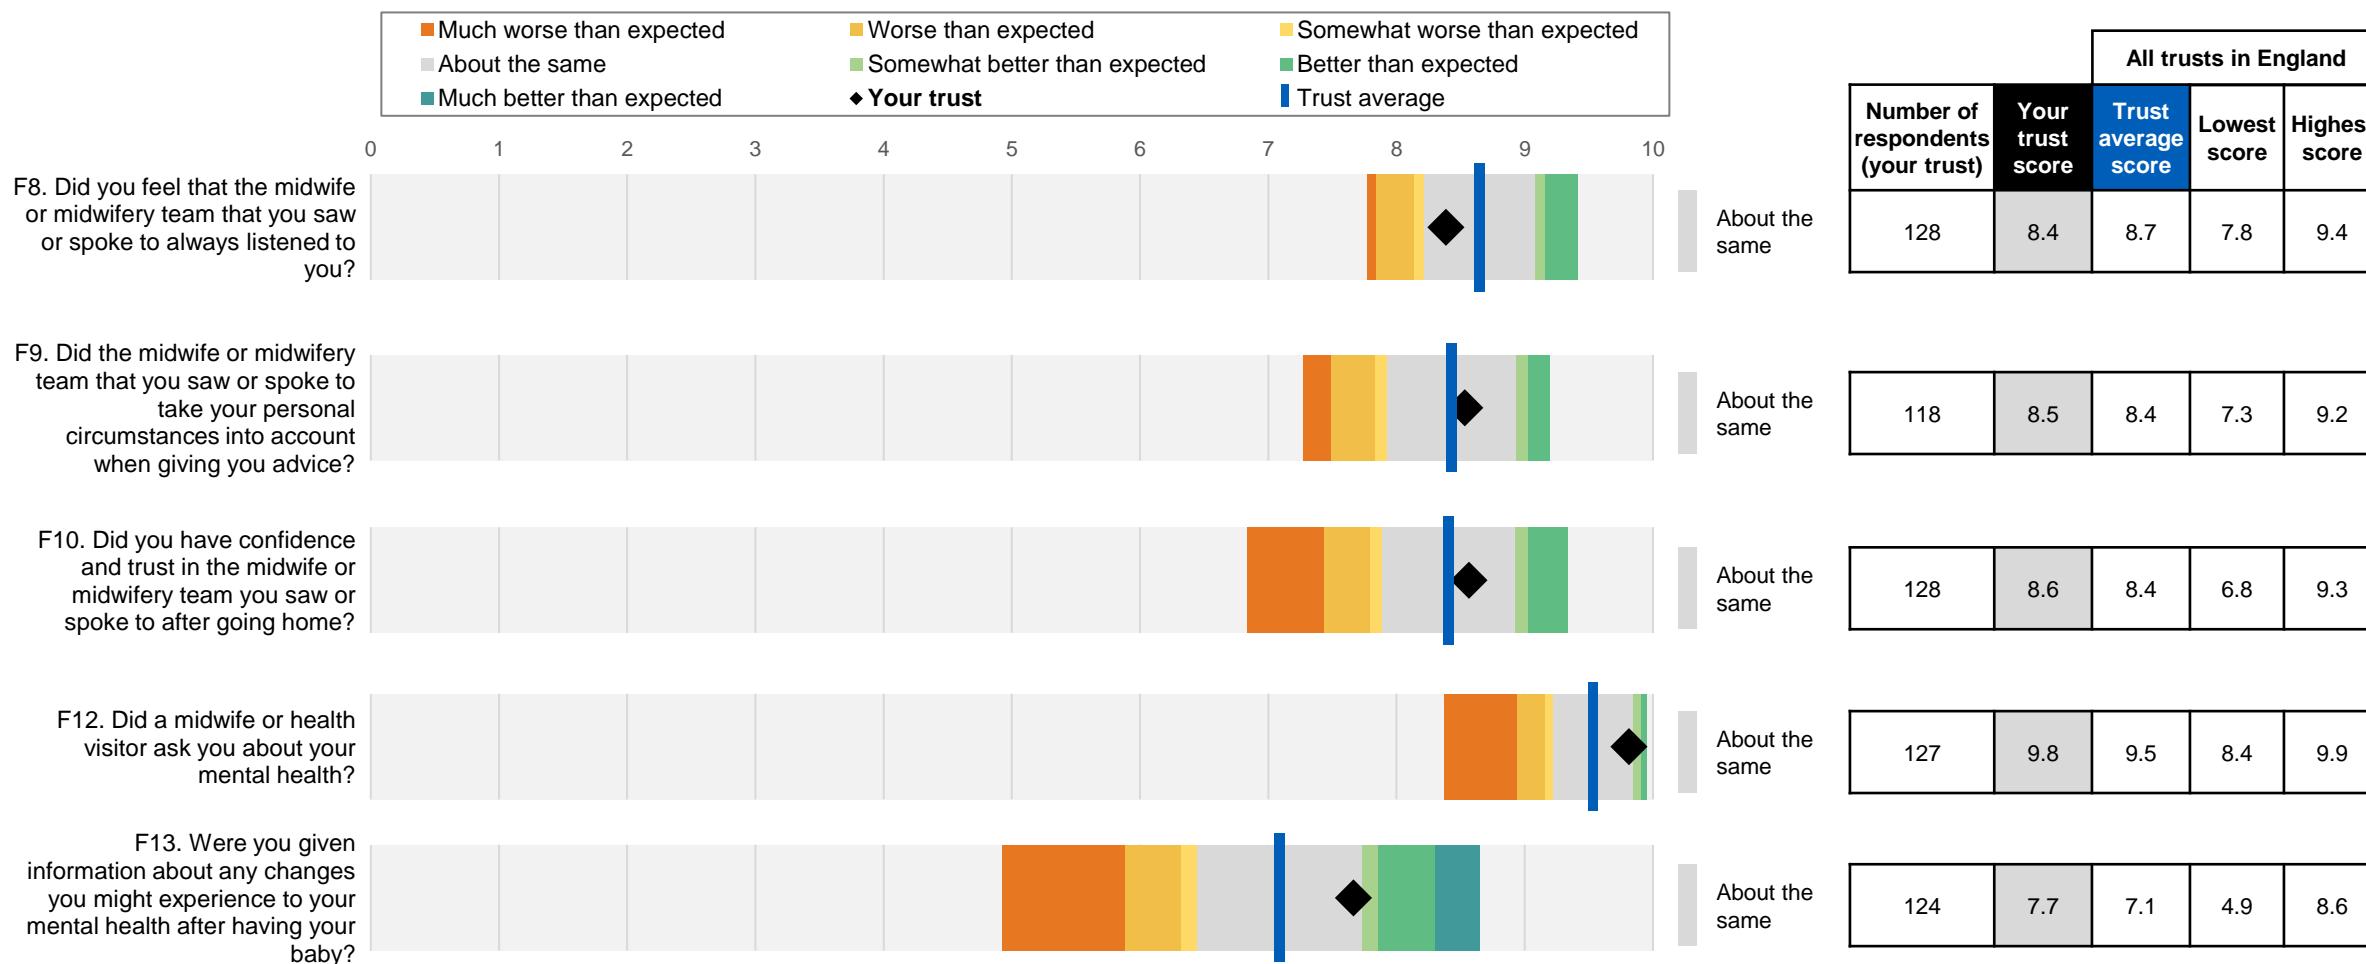 Much worse than expected
Worse than expected
Somewhat worse than expected
About the same
Somewhat better than expected
Better than expected
Much better than expected
Your trust
Trust average
All trusts in England
Number of respondents (your trust)
Your trust score
Trust average score
Lowest score
Highes score
0 1 2 3 4 5 6 7 8 9 10
F8. Did you feel that the midwife
or midwifery team that you saw
or spoke to always listened to
you?
About the
same
128 8.4 8.7 7.8 9.4
F9. Did the midwife or midwifery
team that you saw or spoke to
take your personal
circumstances into account
when giving you advice?
About the
same
118 8.5 8.4 7.3 9.2
F10. Did you have confidence
and trust in the midwife or
midwifery team you saw or
spoke to after going home?
About the
same
128 8.6 8.4 6.8 9.3
F12. Did a midwife or health
visitor ask you about your
mental health?
About the
same
127 9.8 9.5 8.4 9.9
F13. Were you given
information about any changes
you might experience to your
mental health after having your
baby?
About the
same
124 7.7 7.1 4.9 8.6